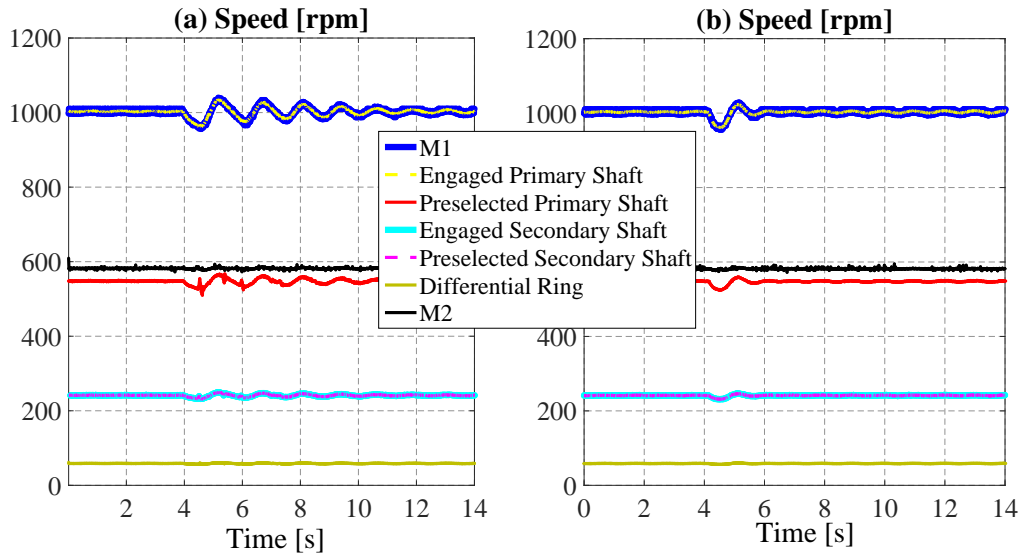 (a) Speed [rpm]
1200
1000
800
600
400
200
0
2
4
6
8
10
12
14
Time [s]
(b) Speed [rpm]
1200
1000
800
600
400
200
0
0
2
4
6
8
10
12
14
Time [s]
M1
Engaged Primary Shaft
Preselected Primary Shaft
Engaged Secondary Shaft
Preselected Secondary Shaft
Differential Ring
M2